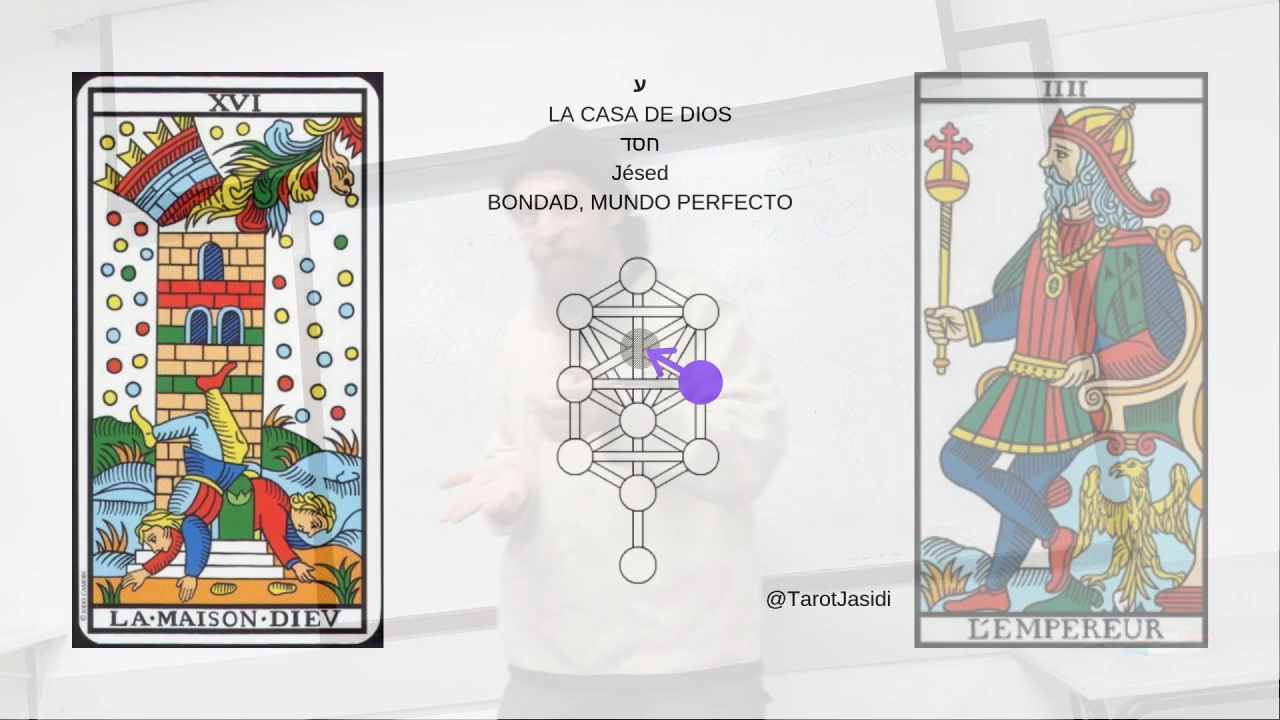 XVI
LA·MAISON·DIEV
ע
LA CASA DE DIOS
חסד
Jésed
BONDAD, MUNDO PERFECTO
@TarotJasidi
IIII
L'EMPEREUR